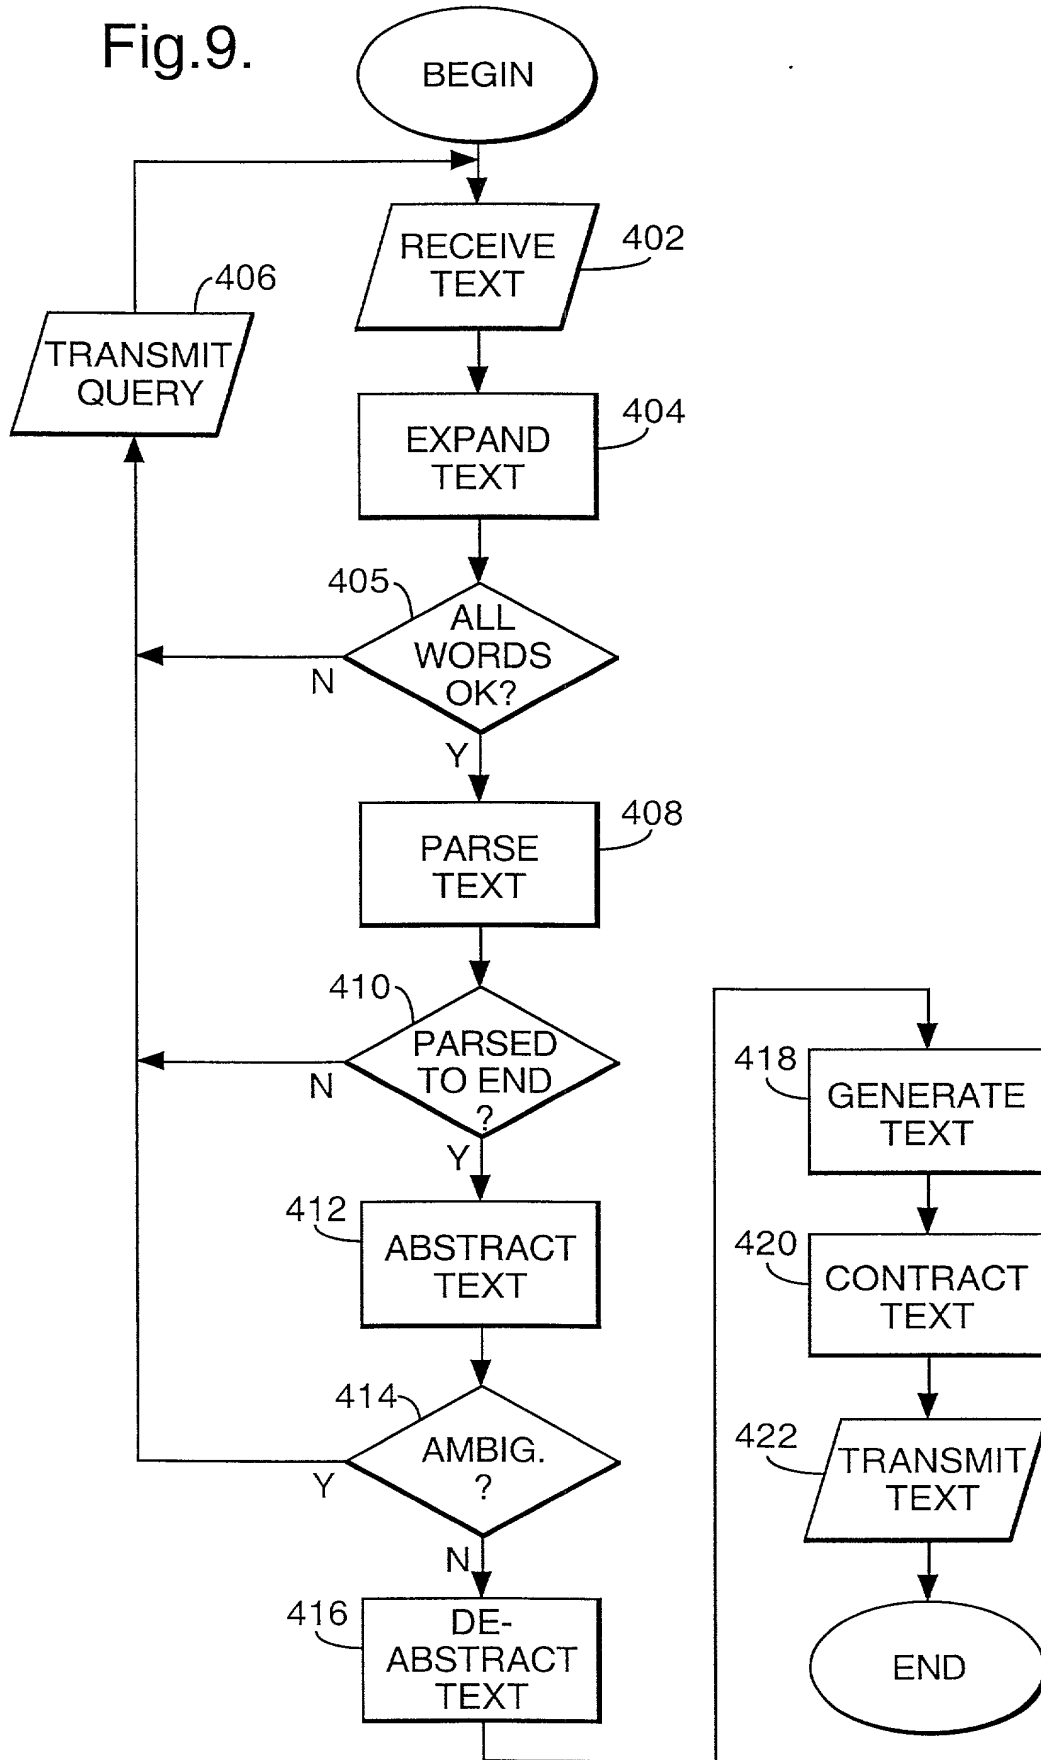 Fig.9.
BEGIN
RECEIVE
TEXT
402
406
TRANSMIT
QUERY
EXPAND
TEXT
404
405
ALL
WORDS
OK?
N
Y
PARSE
TEXT
408
410
PARSED
TO END
?
N
Y
412
ABSTRACT
TEXT
414
AMBIG.
?
Y
N
416
DE-
ABSTRACT
TEXT
418
GENERATE
TEXT
420
CONTRACT
TEXT
422
TRANSMIT
TEXT
END